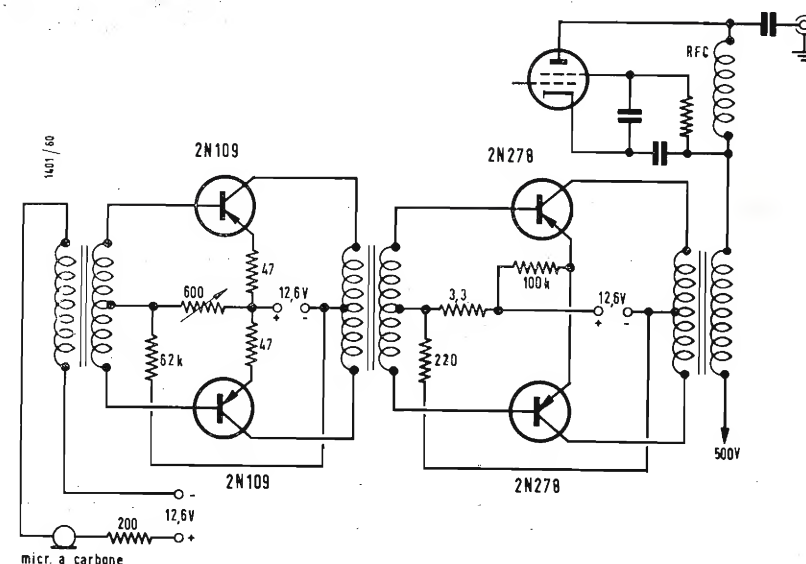 RFC
1401/60
2N109
2N278
47
600
12,6V
+ -
62k
47
100k
3,3
12,6V
+ -
220
500V
2N109
2N278
-
12,6V
200
+
micr. a carbone